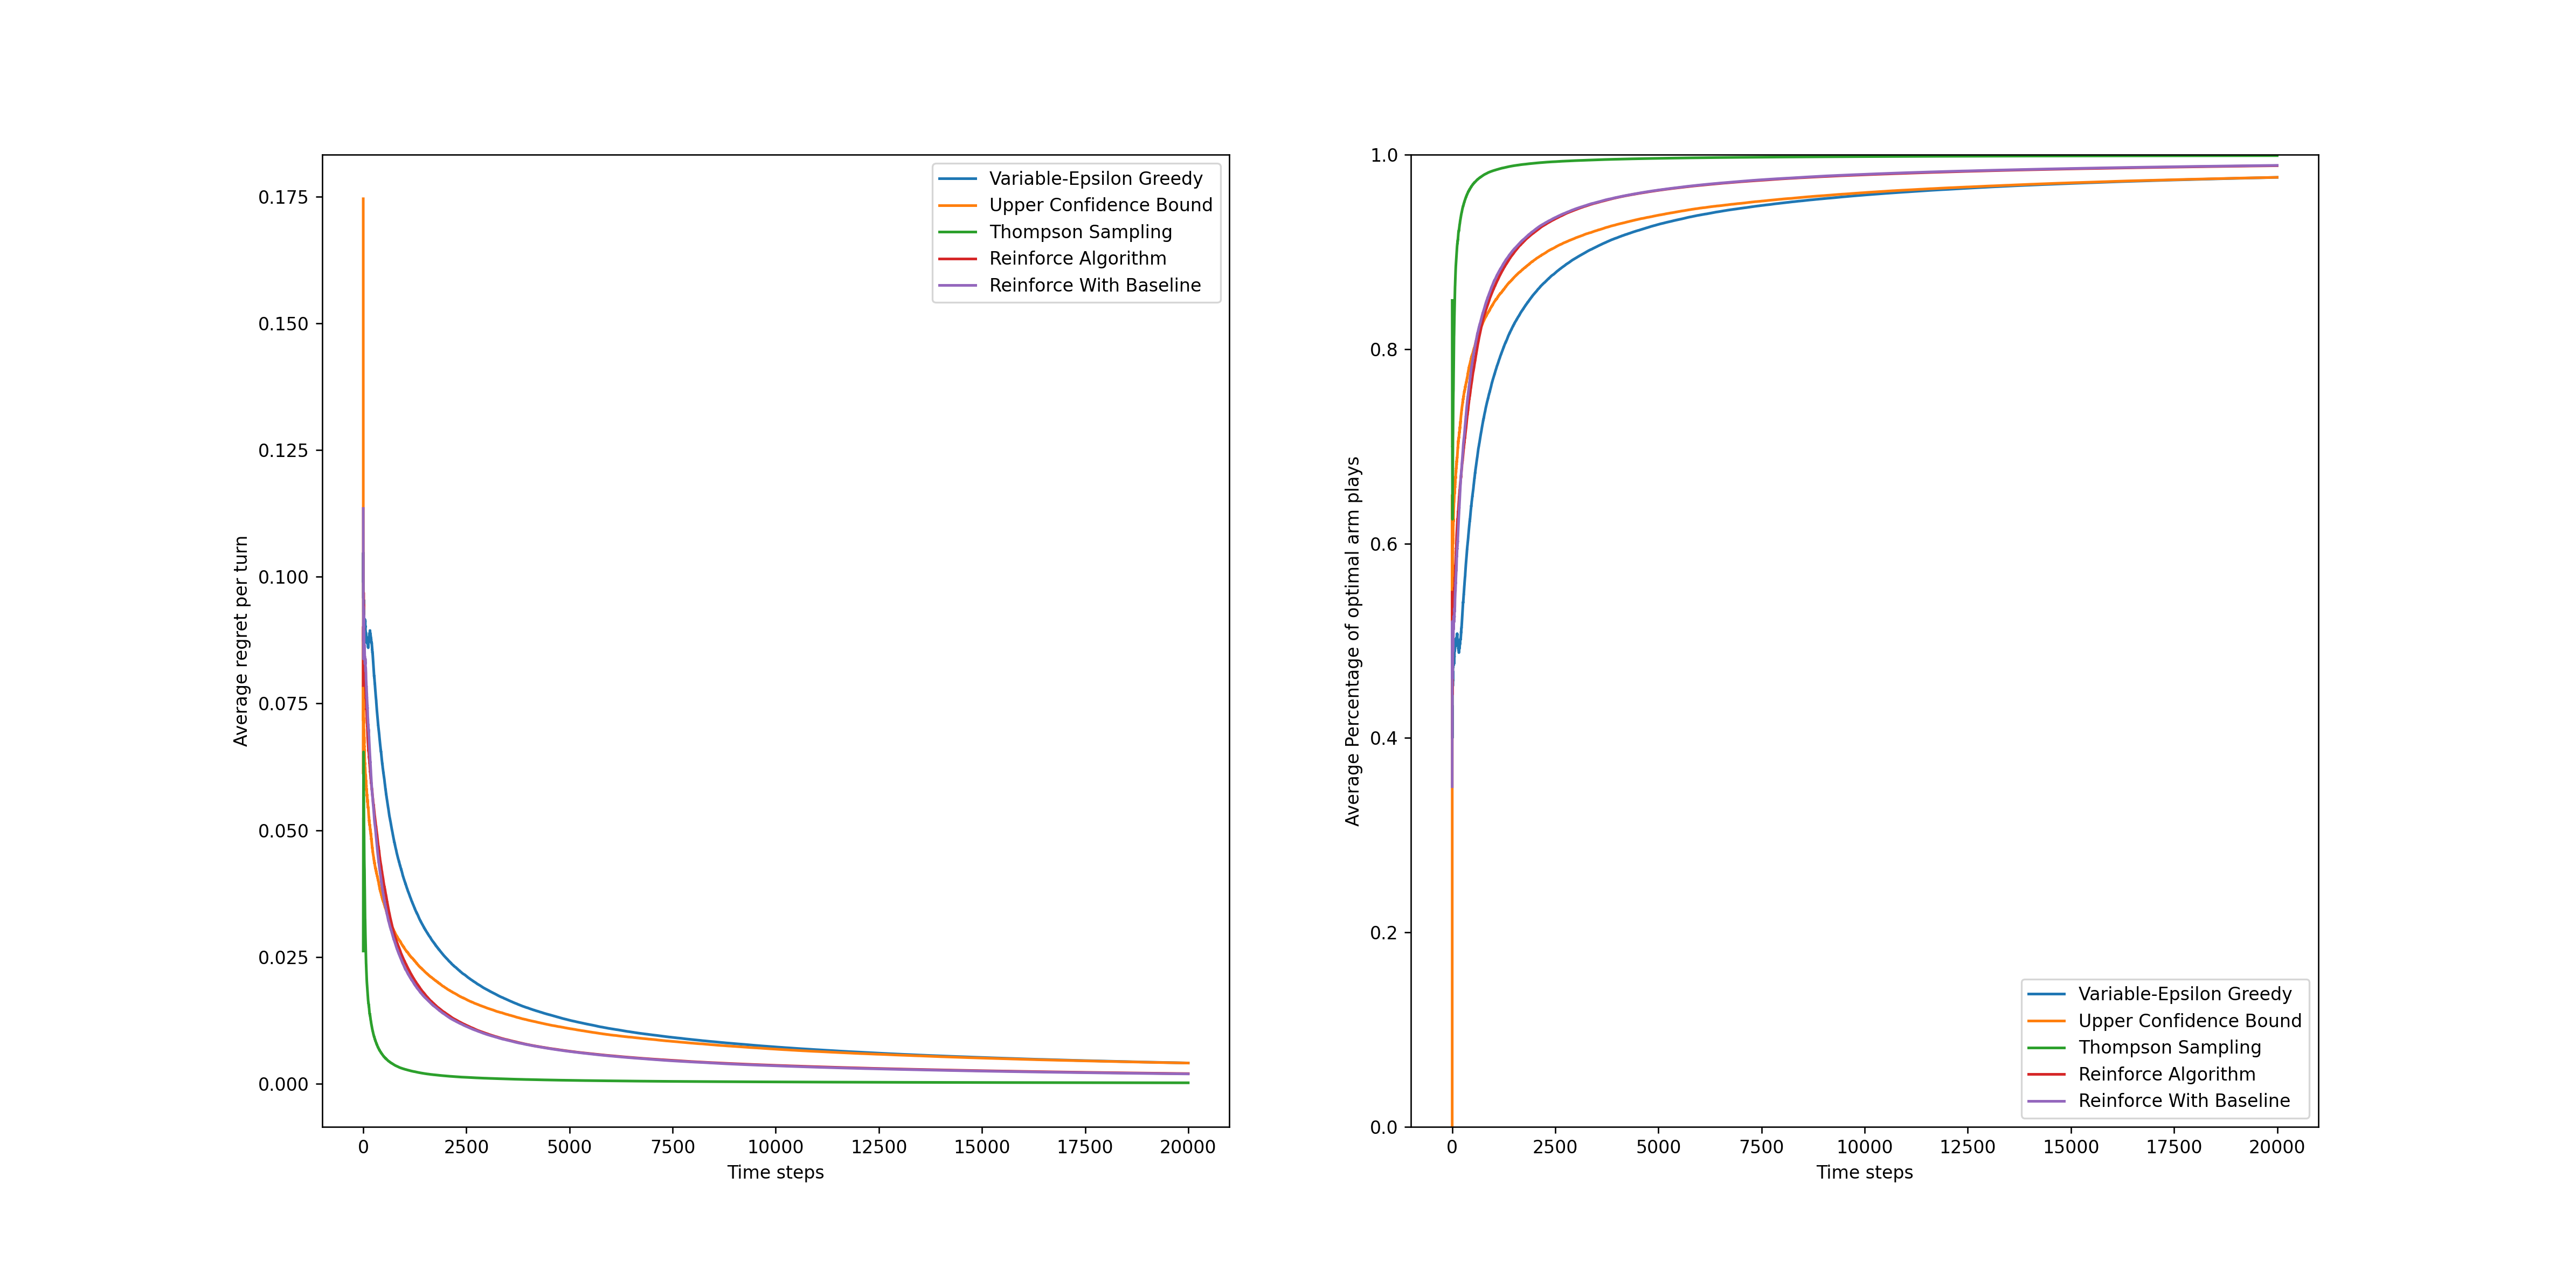 Average regret per turn
0.175
0.150
0.125
0.100
0.075
0.050
0.025
0.000
0 2500 5000 7500 10000 12500 15000 17500 20000
Time steps
Variable-Epsilon Greedy
Upper Confidence Bound
Thompson Sampling
Reinforce Algorithm
Reinforce With Baseline
Average Percentage of optimal arm plays
1.0
0.8
0.6
0.4
0.2
0.0
0 2500 5000 7500 10000 12500 15000 17500 20000
Time steps
Variable-Epsilon Greedy
Upper Confidence Bound
Thompson Sampling
Reinforce Algorithm
Reinforce With Baseline